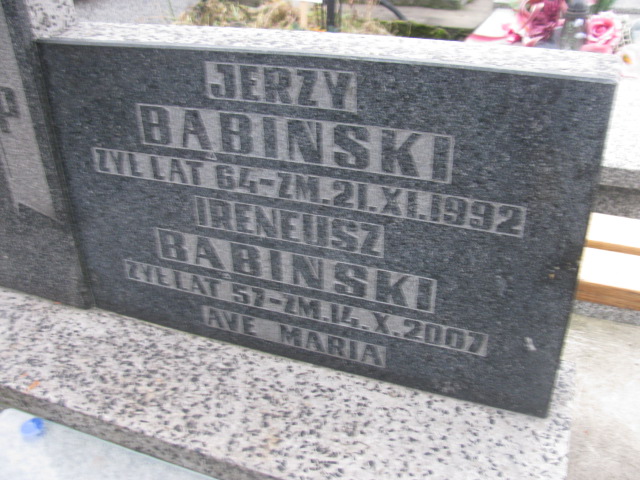 JERZY
BABINSKI
ŻYŁ LAT 64-ZM.21.XI.1992
IRENEUSZ
BABINSKI
ŻYŁ LAT 57-ZM.14.X.2007
AVE MARIA
P